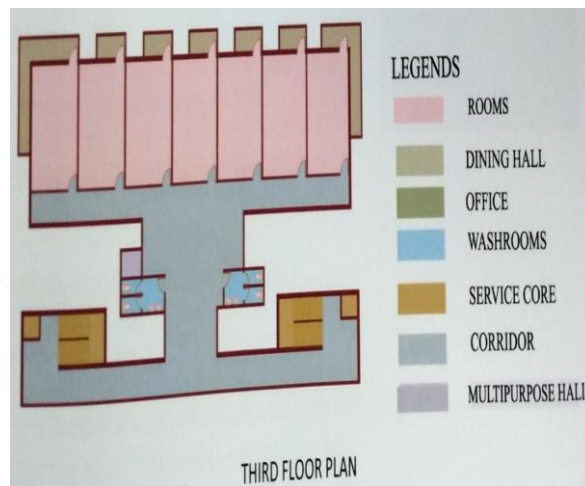 LEGENDS
ROOMS
DINING HALL
OFFICE
WASHROOMS
SERVICE CORE
CORRIDOR
MULTIPURPOSE HALL
THIRD FLOOR PLAN